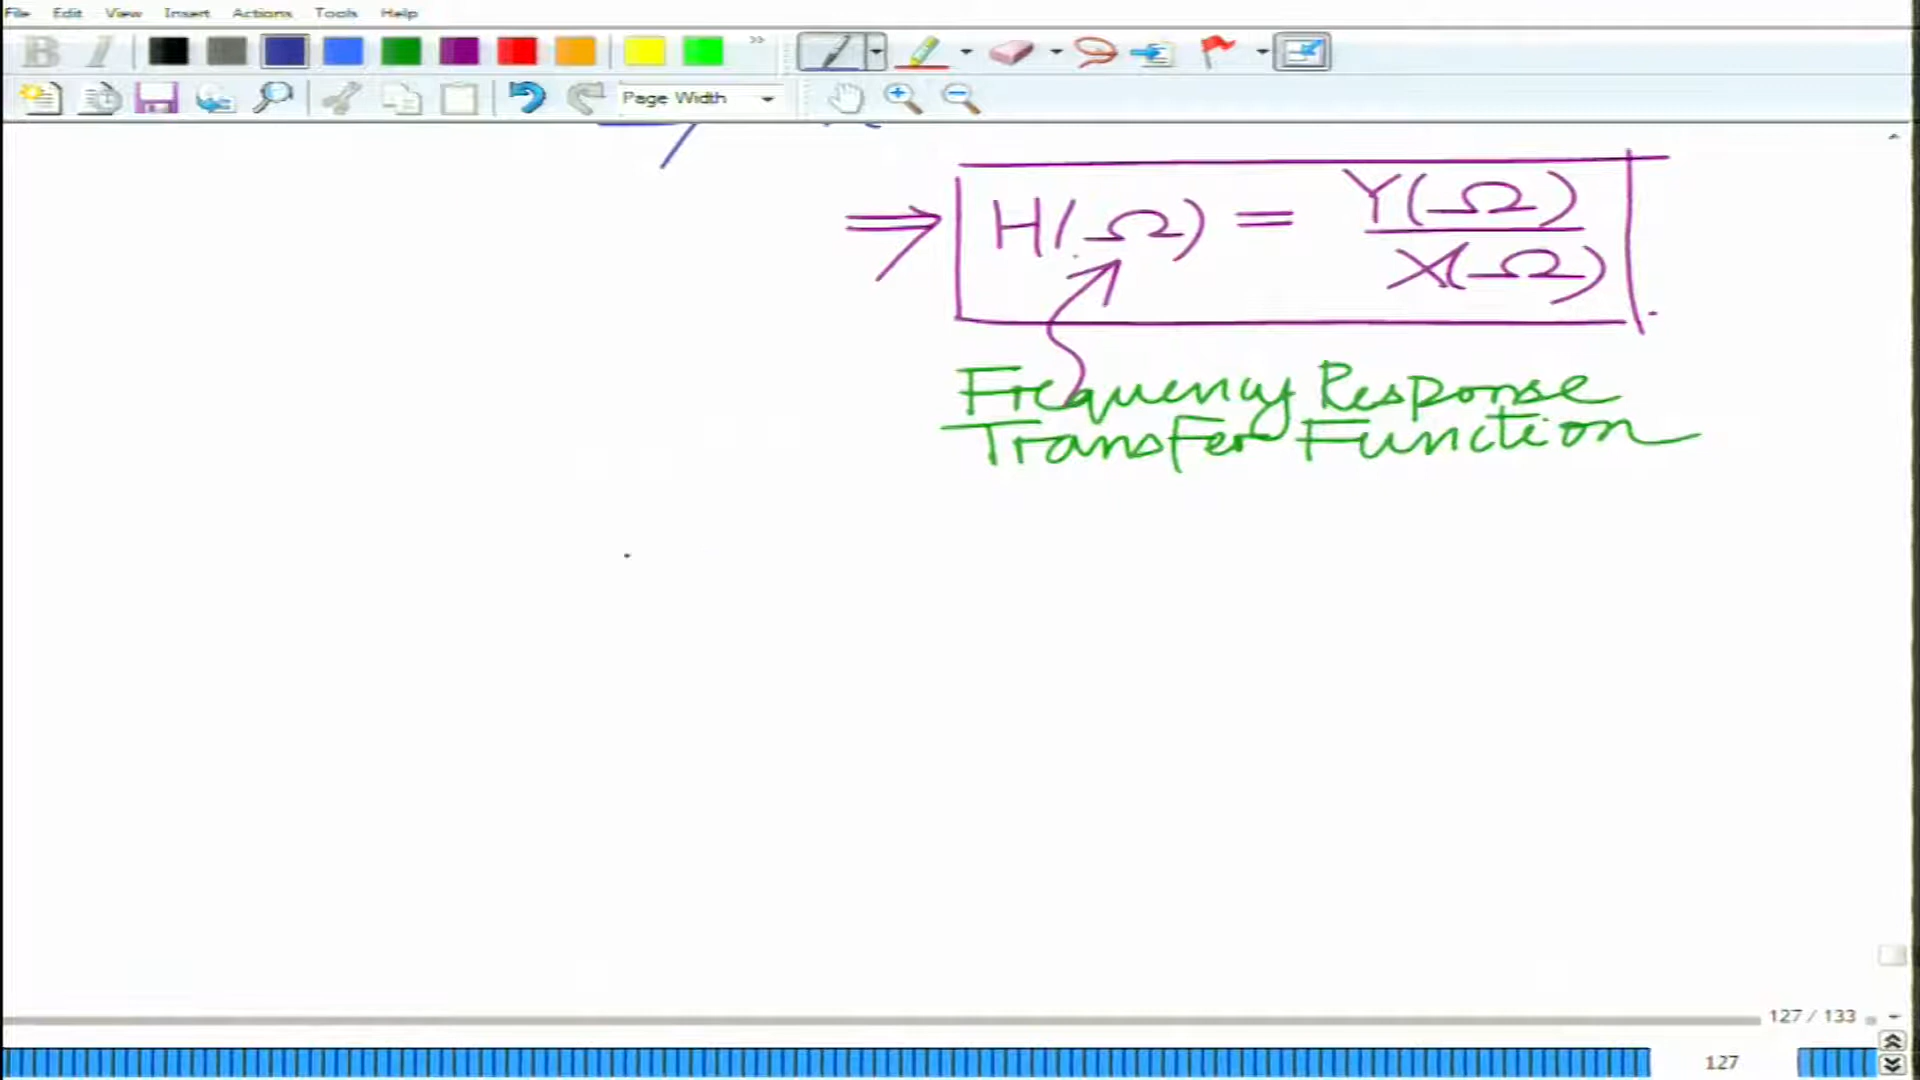 File Edit View Insert Actions Tools Help
B I
Page Width
⇒ H(Ω) = Y(Ω) / X(Ω)
Frequency Response
Transfer Function
127 / 133
127